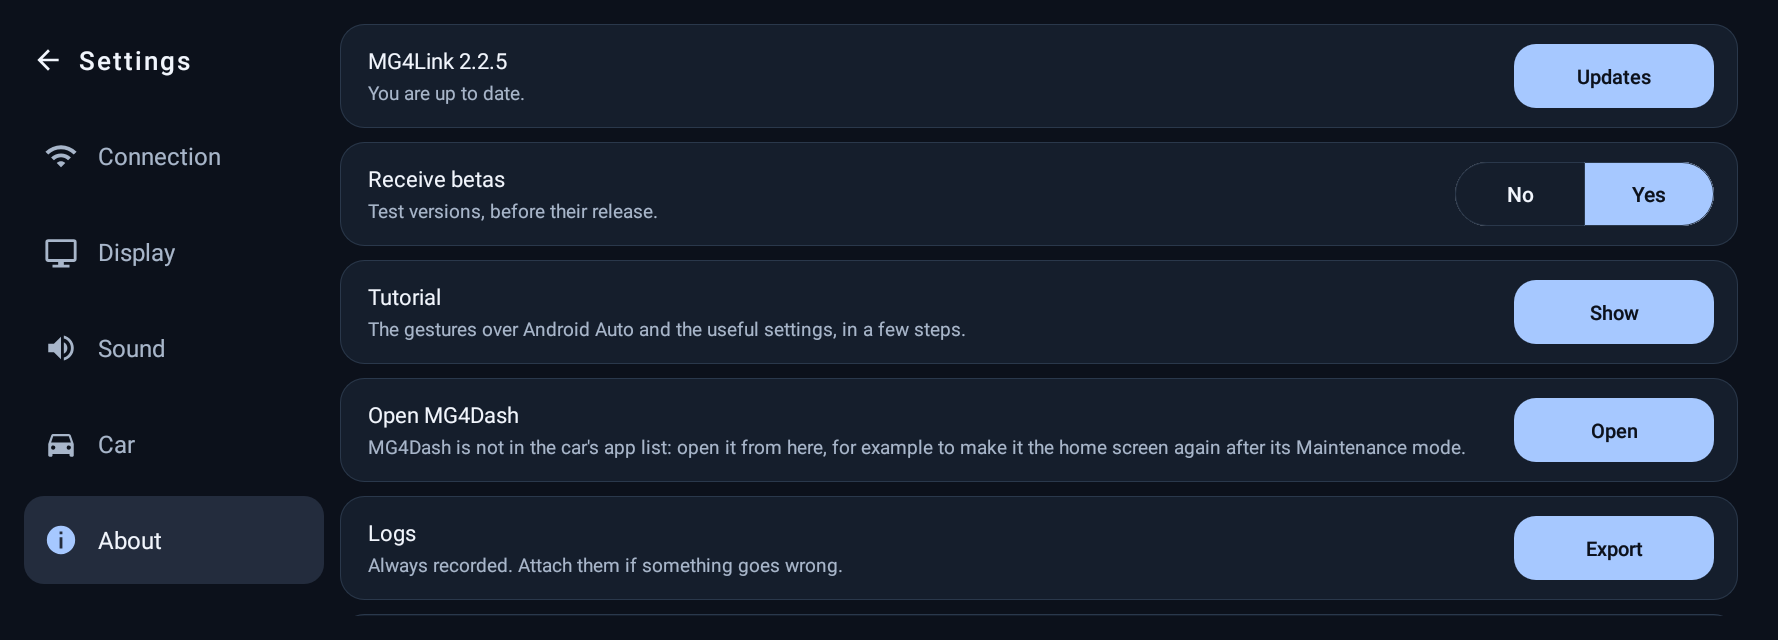 Settings
Connection
Display
Sound
Car
About
MG4Link 2.2.5
You are up to date.
Updates
Receive betas
Test versions, before their release.
No
Yes
Tutorial
The gestures over Android Auto and the useful settings, in a few steps.
Show
Open MG4Dash
MG4Dash is not in the car's app list: open it from here, for example to make it the home screen again after its Maintenance mode.
Open
Logs
Always recorded. Attach them if something goes wrong.
Export